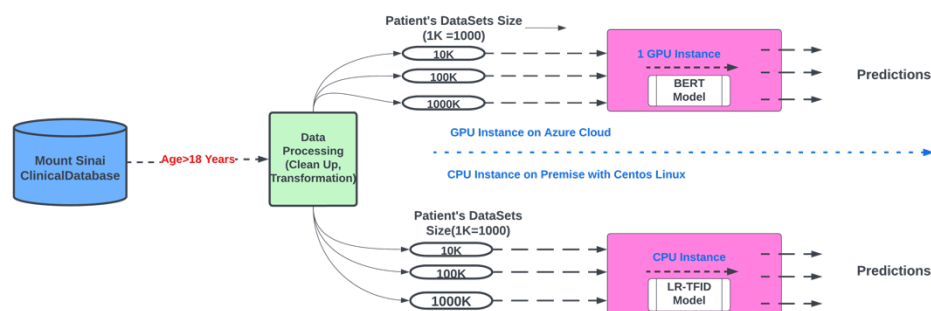 Patient's DataSets Size
(1K =1000)
10K
100K
1000K
1 GPU Instance
BERT
Model
Predictions
GPU Instance on Azure Cloud
Mount Sinai
ClinicalDatabase
Age>18 Years
Data
Processing
(Clean Up,
Transformation)
CPU Instance on Premise with Centos Linux
Patient's DataSets
Size(1K=1000)
10K
100K
1000K
CPU Instance
LR-TFID
Model
Predictions